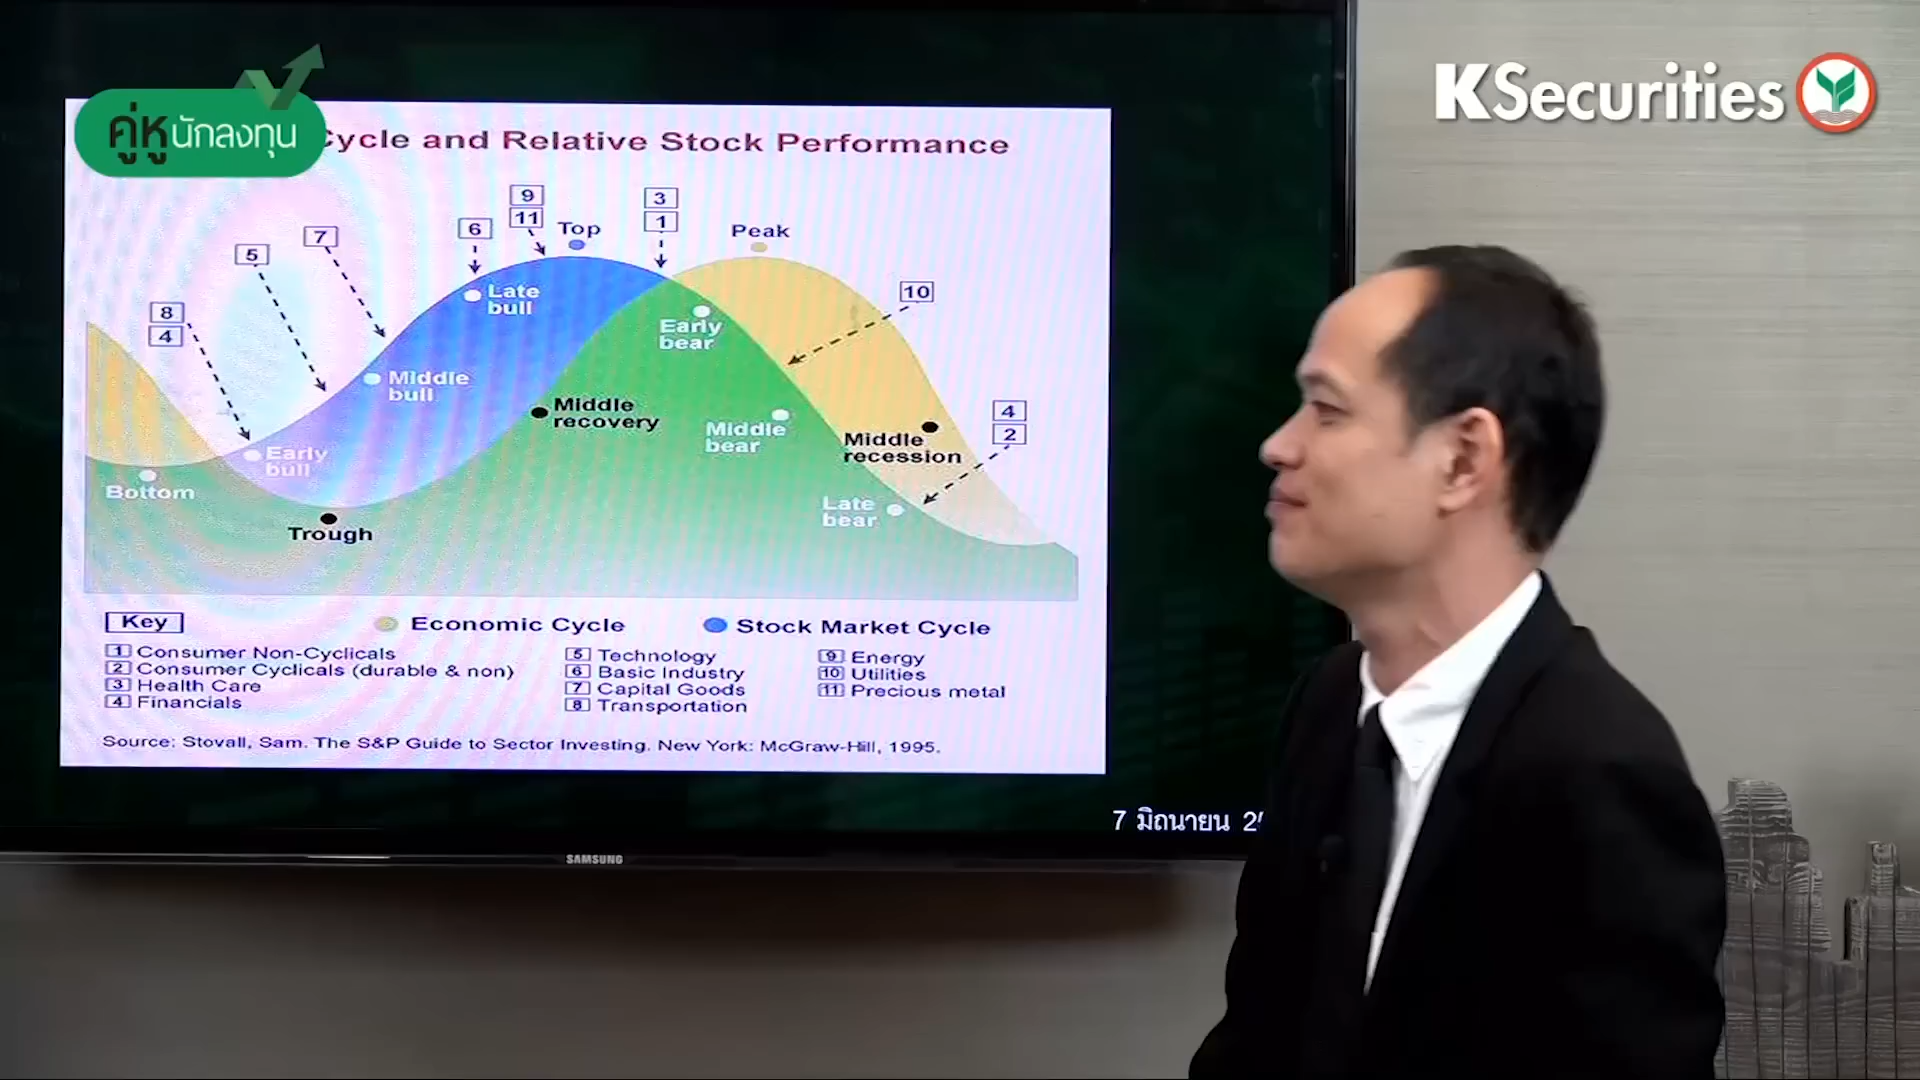 คู่หูนักลงทุน
KSecurities
Cycle and Relative Stock Performance
9
11
3
1
6
Top
Peak
7
5
10
8
4
Late
bull
Early
bear
Middle
bull
Middle
recovery
Middle
bear
Middle
recession
4
2
Early
bull
Bottom
Late
bear
Trough
Key
Economic Cycle
Stock Market Cycle
1 Consumer Non-Cyclicals
2 Consumer Cyclicals (durable & non)
3 Health Care
4 Financials
5 Technology
6 Basic Industry
7 Capital Goods
8 Transportation
9 Energy
10 Utilities
11 Precious metal
Source: Stovall, Sam. The S&P Guide to Sector Investing. New York: McGraw-Hill, 1995.
7 มิถุนายน
SAMSUNG